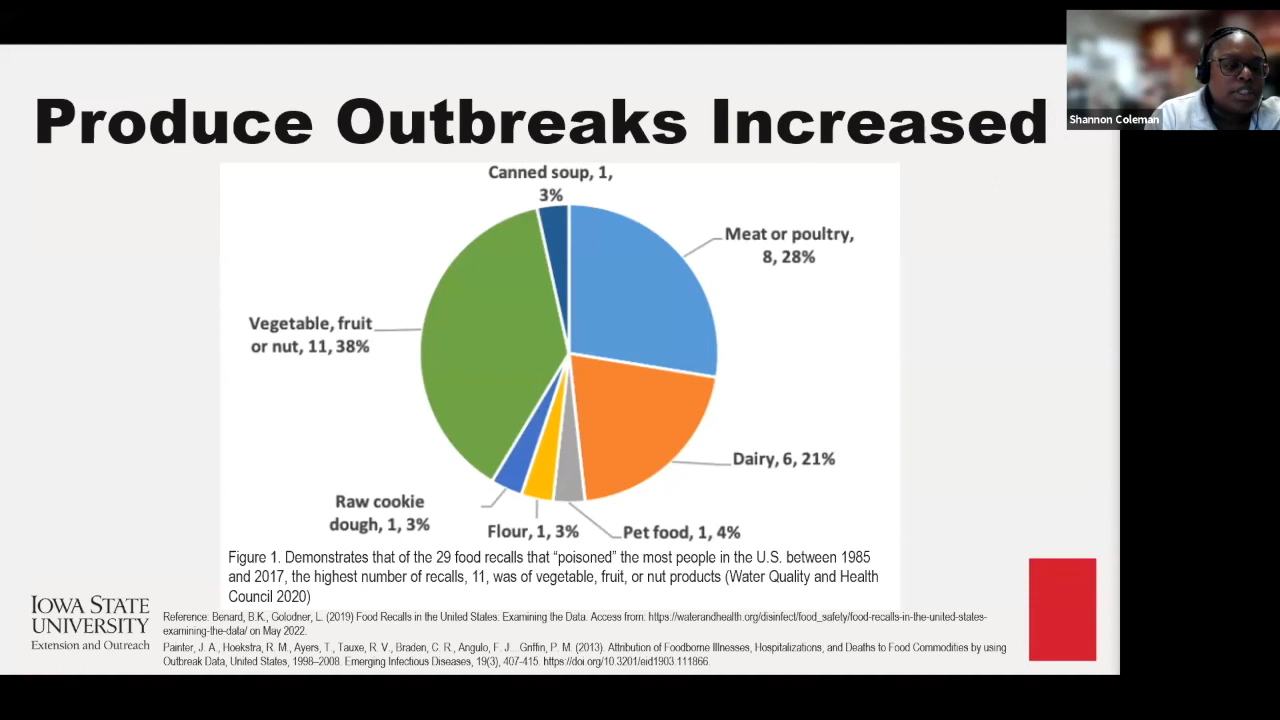 Shannon Coleman
Produce Outbreaks Increased
Canned soup, 1,
3%
Meat or poultry,
8, 28%
Vegetable, fruit
or nut, 11, 38%
Dairy, 6, 21%
Raw cookie
dough, 1, 3%
Flour, 1, 3%
Pet food, 1, 4%
Figure 1. Demonstrates that of the 29 food recalls that “poisoned” the most people in the U.S. between 1985
and 2017, the highest number of recalls, 11, was of vegetable, fruit, or nut products (Water Quality and Health
Council 2020)
IOWA STATE
UNIVERSITY
Extension and Outreach
Reference: Benard, B.K., Golodner, L. (2019) Food Recalls in the United States: Examining the Data. Access from: https://waterandhealth.org/disinfect/food_safety/food-recalls-in-the-united-states-
examining-the-data/ on May 2022.
Painter, J. A., Hoekstra, R. M., Ayers, T., Tauxe, R. V., Braden, C. R., Angulo, F. J... Griffin, P. M. (2013). Attribution of Foodborne Illnesses, Hospitalizations, and Deaths to Food Commodities by using
Outbreak Data, United States, 1998–2008. Emerging Infectious Diseases, 19(3), 407-415. https://doi.org/10.3201/eid1903.111866.